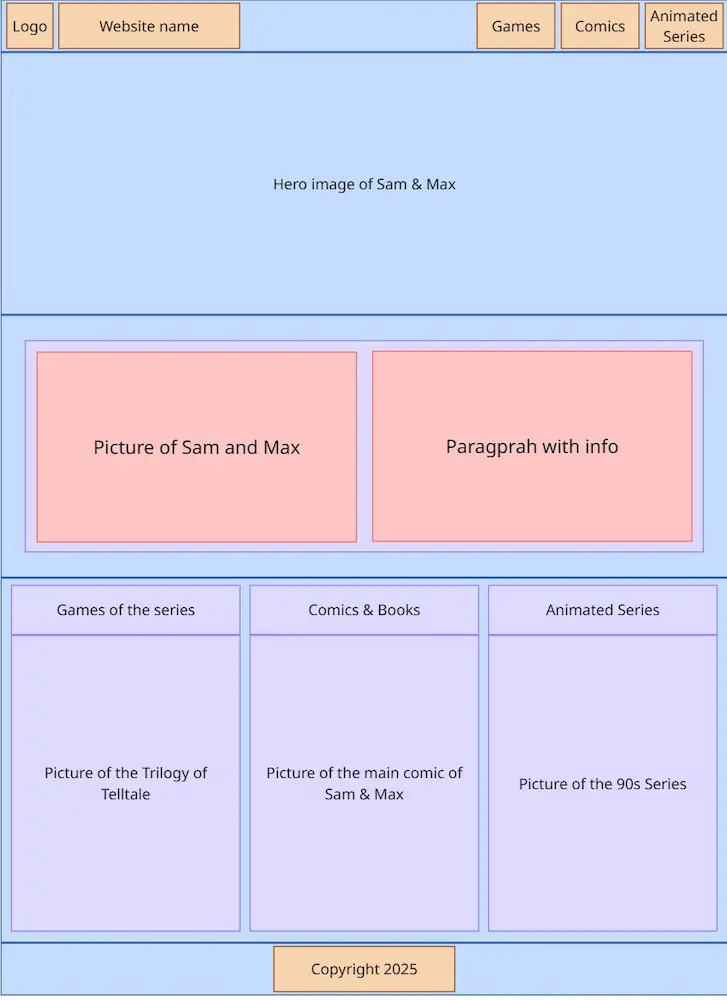 Logo
Website name
Games
Comics
Animated
Series
Hero image of Sam & Max
Picture of Sam and Max
Paragprah with info
Games of the series
Comics & Books
Animated Series
Picture of the Trilogy of
Telltale
Picture of the main comic of
Sam & Max
Picture of the 90s Series
Copyright 2025